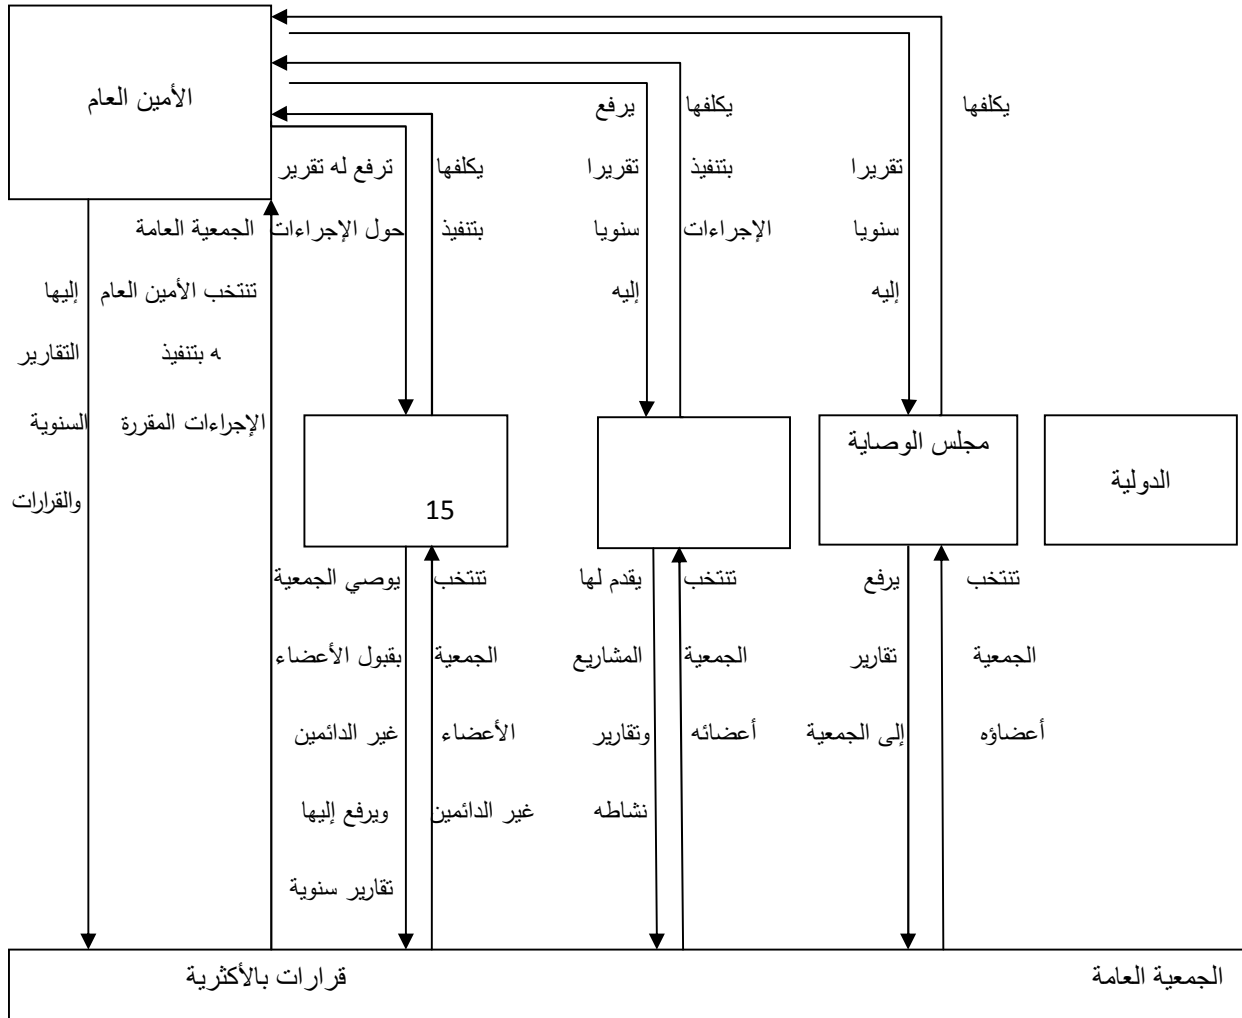 الأمين العام
يكلفها
يكلفها
بتنفيذ
الإجراءات
يرفع
تقريرا
سنويا
إليه
تقريرا
سنويا
إليه
يكلفها
بتنفيذ
ترفع له تقرير
حول الإجراءات
الجمعية العامة
تنتخب الأمين العام
ه بتنفيذ
الإجراءات المقررة
إليها
التقارير
السنوية
والقرارات
الدولية
مجلس الوصاية
15
تنتخب
الجمعية
أعضاؤه
يرفع
تقارير
إلى الجمعية
تنتخب
الجمعية
أعضائه
يقدم لها
المشاريع
وتقارير
نشاطه
تنتخب
الجمعية
الأعضاء
غير الدائمين
يوصي الجمعية
بقبول الأعضاء
غير الدائمين
ويرفع إليها
تقارير سنوية
الجمعية العامة
قرارات بالأكثرية